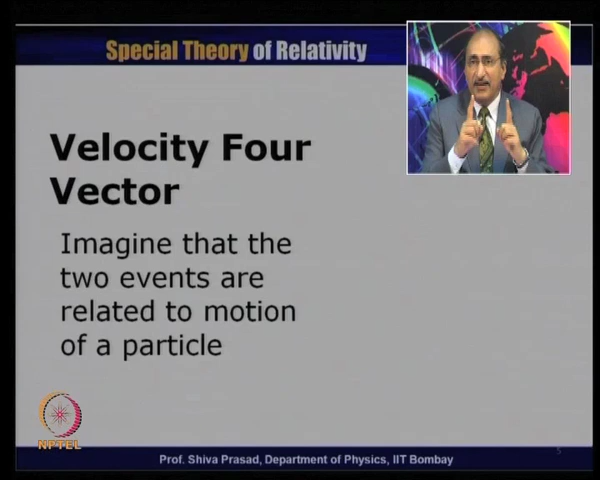 Special Theory of Relativity
Velocity Four
Vector
Imagine that the
two events are
related to motion
of a particle
NPTEL
Prof. Shiva Prasad, Department of Physics, IIT Bombay
5